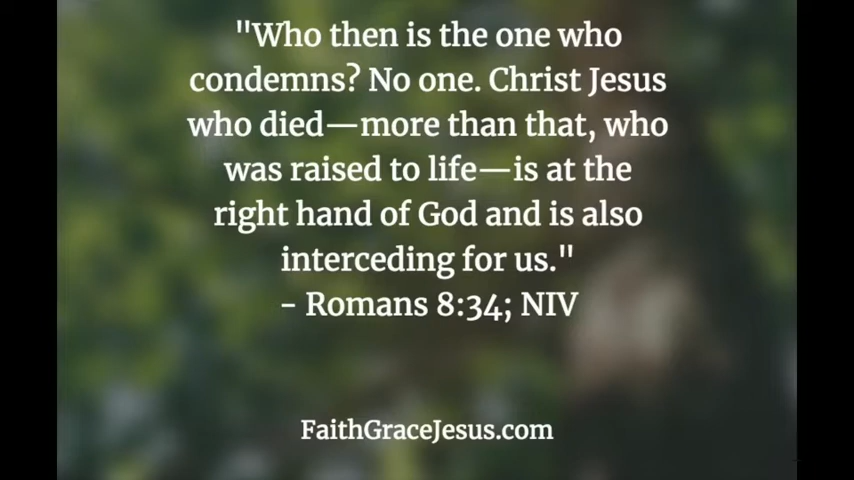 "Who then is the one who
condemns? No one. Christ Jesus
who died—more than that, who
was raised to life—is at the
right hand of God and is also
interceding for us."
- Romans 8:34; NIV
FaithGraceJesus.com